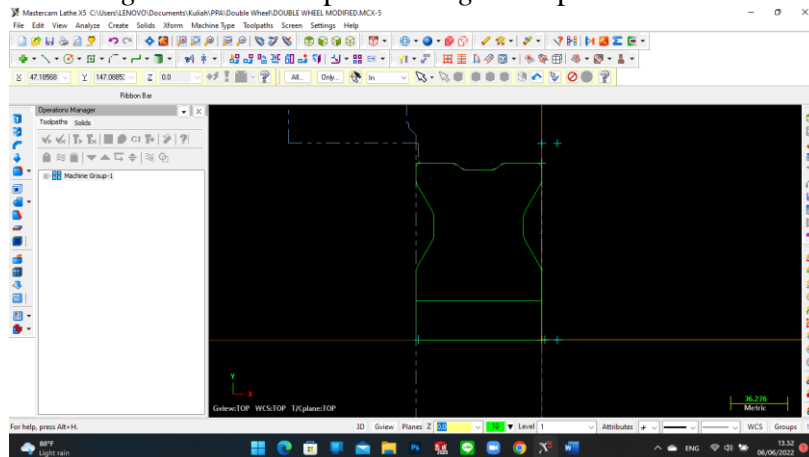 Mastercam Lathe X5 C:\Users\LENOVO\Documents\Kuliah\PPA\Double Wheel\DOUBLE WHEEL MODIFIED.MCX-5
File Edit View Analyze Create Solids Xform Machine Type Toolpaths Screen Settings Help
X 47.18568 Y 147.0885 Z 0.0 All... Only... In
Ribbon Bar
Operations Manager
Toolpaths Solids
G1
Machine Group-1
Y
X
Gview:TOP WCS:TOP T/Cplane:TOP
36.276
Metric
For help, press Alt+H.
3D Gview Planes Z 0.0 10 Level 1 Attributes WCS Groups
88°F
Light rain
Ps
W
ENG
13.52
06/06/2022